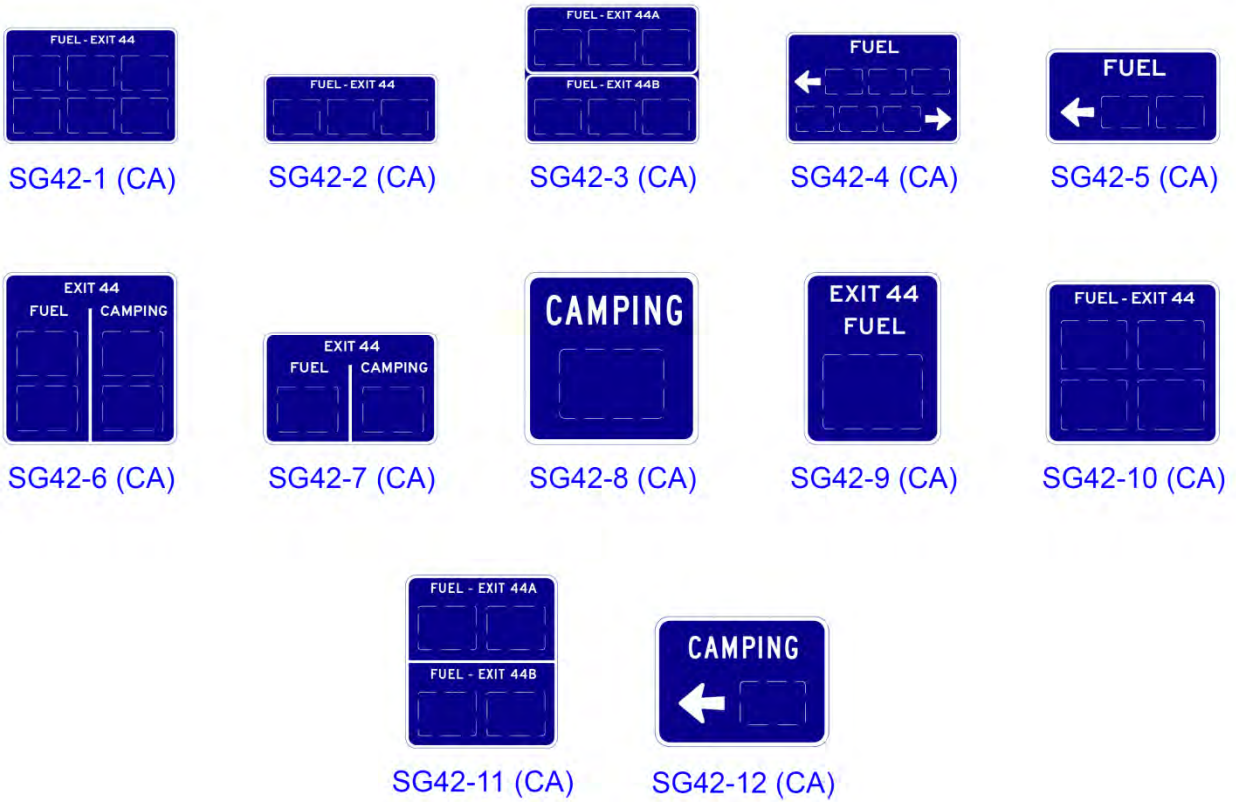 FUEL - EXIT 44
SG42-1 (CA)
FUEL - EXIT 44
SG42-2 (CA)
FUEL - EXIT 44A
FUEL - EXIT 44B
SG42-3 (CA)
FUEL
SG42-4 (CA)
FUEL
SG42-5 (CA)
EXIT 44
FUEL CAMPING
SG42-6 (CA)
EXIT 44
FUEL CAMPING
SG42-7 (CA)
CAMPING
SG42-8 (CA)
EXIT 44
FUEL
SG42-9 (CA)
FUEL - EXIT 44
SG42-10 (CA)
FUEL - EXIT 44A
FUEL - EXIT 44B
SG42-11 (CA)
CAMPING
SG42-12 (CA)